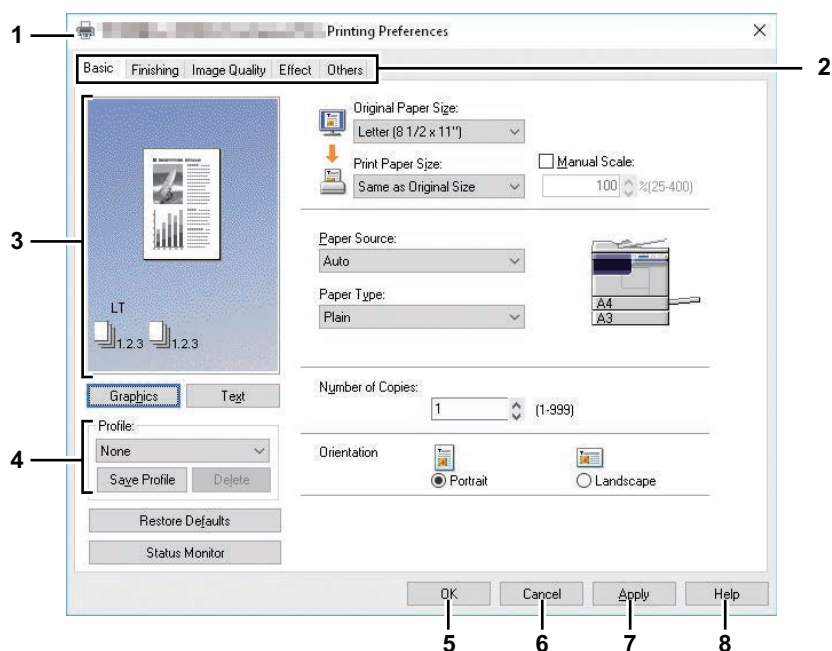 1
Printing Preferences
2
Basic Finishing Image Quality Effect Others
3
Original Paper Size:
Letter (8 1/2 x 11")
Print Paper Size:
Same as Original Size
Manual Scale:
100 %(25-400)
Paper Source:
Auto
Paper Type:
Plain
A4
A3
LT
1.2.3 1.2.3
Graphics Text
Number of Copies:
1 (1-999)
4
Profile:
None
Save Profile Delete
Orientation
Portrait Landscape
Restore Defaults
Status Monitor
OK Cancel Apply Help
5 6 7 8